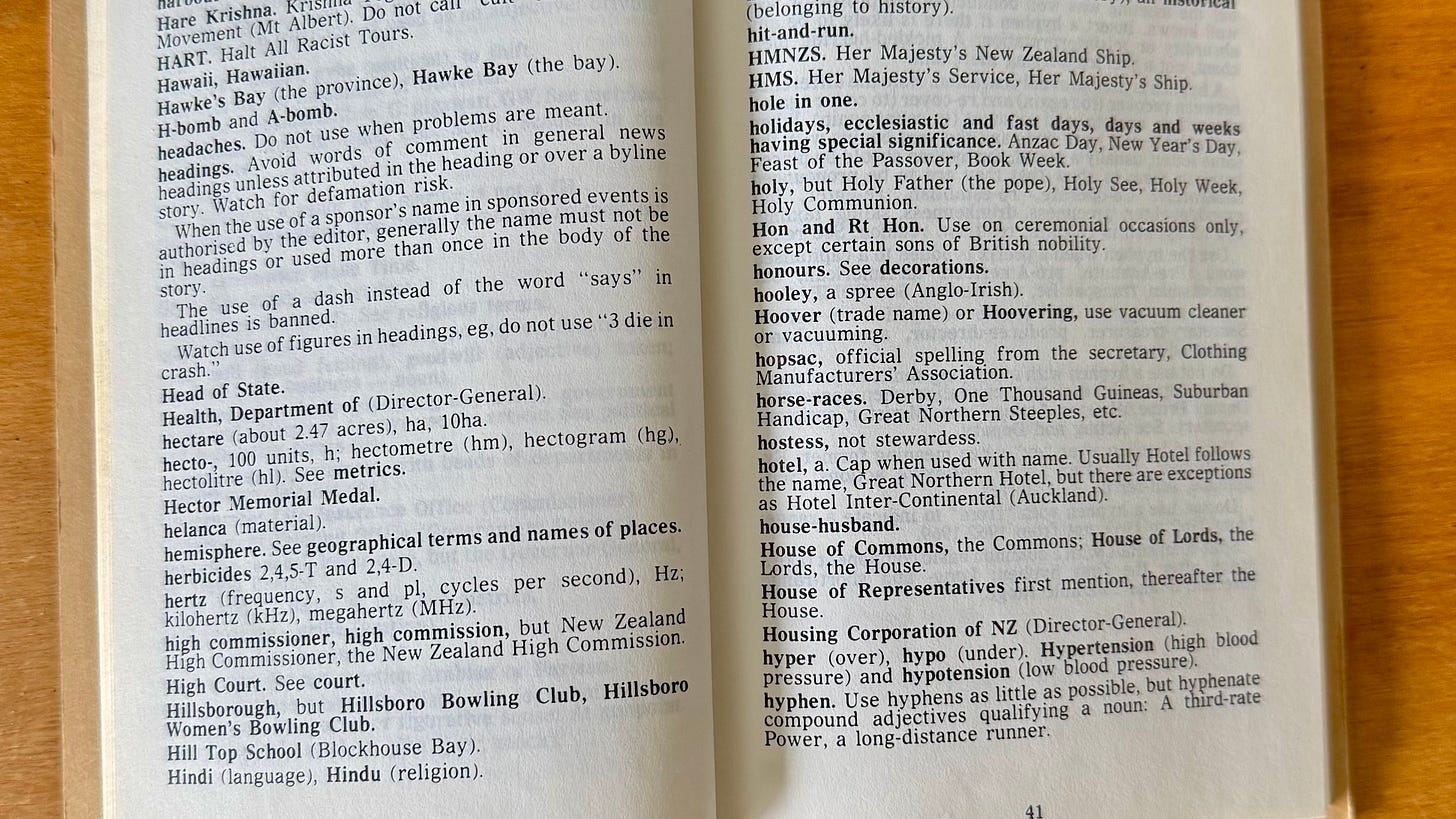 Hare Krishna. Krishna
Movement (Mt Albert). Do not call
HART. Halt All Racist Tours.
Hawaii, Hawaiian.
Hawke's Bay (the province), Hawke Bay (the bay).
H-bomb and A-bomb.
headaches. Do not use when problems are meant.
headings. Avoid words of comment in general news
headings unless attributed in the heading or over a byline
story. Watch for defamation risk.
When the use of a sponsor's name in sponsored events is
authorised by the editor, generally the name must not be
in headings or used more than once in the body of the
story.
The use of a dash instead of the word "says" in
headlines is banned.
Watch use of figures in headings, eg, do not use "3 die in
crash."
Head of State.
Health, Department of (Director-General).
hectare (about 2.47 acres), ha, 10ha.
hecto-, 100 units, h; hectometre (hm), hectogram (hg),
hectolitre (hl). See metrics.
Hector Memorial Medal.
helanca (material).
hemisphere. See geographical terms and names of places.
herbicides 2,4,5-T and 2,4-D.
hertz (frequency, s and pl, cycles per second), Hz;
kilohertz (kHz), megahertz (MHz).
high commissioner, high commission, but New Zealand
High Commissioner, the New Zealand High Commission.
High Court. See court.
Hillsborough, but Hillsboro Bowling Club, Hillsboro
Women's Bowling Club.
Hill Top School (Blockhouse Bay).
Hindi (language), Hindu (religion).
historical
(belonging to history).
hit-and-run.
HMNZS. Her Majesty's New Zealand Ship.
HMS. Her Majesty's Service, Her Majesty's Ship.
hole in one.
holidays, ecclesiastic and fast days, days and weeks
having special significance. Anzac Day, New Year's Day,
Feast of the Passover, Book Week.
holy, but Holy Father (the pope), Holy See, Holy Week,
Holy Communion.
Hon and Rt Hon. Use on ceremonial occasions only,
except certain sons of British nobility.
honours. See decorations.
hooley, a spree (Anglo-Irish).
Hoover (trade name) or Hoovering, use vacuum cleaner
or vacuuming.
hopsac, official spelling from the secretary, Clothing
Manufacturers' Association.
horse-races. Derby, One Thousand Guineas, Suburban
Handicap, Great Northern Steeples, etc.
hostess, not stewardess.
hotel, a. Cap when used with name. Usually Hotel follows
the name, Great Northern Hotel, but there are exceptions
as Hotel Inter-Continental (Auckland).
house-husband.
House of Commons, the Commons; House of Lords, the
Lords, the House.
House of Representatives first mention, thereafter the
House.
Housing Corporation of NZ (Director-General).
hyper (over), hypo (under). Hypertension (high blood
pressure) and hypotension (low blood pressure).
hyphen. Use hyphens as little as possible, but hyphenate
compound adjectives qualifying a noun: A third-rate
Power, a long-distance runner.
41